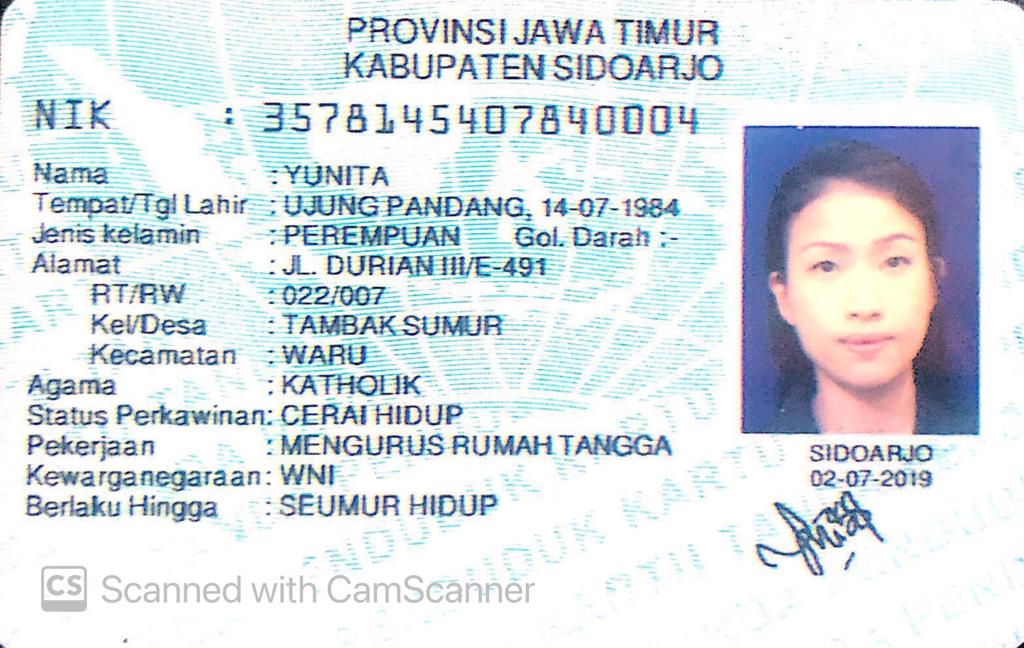 PROVINSI JAWA TIMUR
KABUPATEN SIDOARJO
NIK : 3578145407840004
Nama : YUNITA
Tempat/Tgl Lahir : UJUNG PANDANG, 14-07-1984
Jenis kelamin : PEREMPUAN Gol. Darah :-
Alamat : JL. DURIAN III/E-491
RT/RW : 022/007
Kel/Desa : TAMBAK SUMUR
Kecamatan : WARU
Agama : KATHOLIK
Status Perkawinan: CERAI HIDUP
Pekerjaan : MENGURUS RUMAH TANGGA
Kewarganegaraan: WNI
Berlaku Hingga : SEUMUR HIDUP
SIDOARJO
02-07-2019
CS Scanned with CamScanner